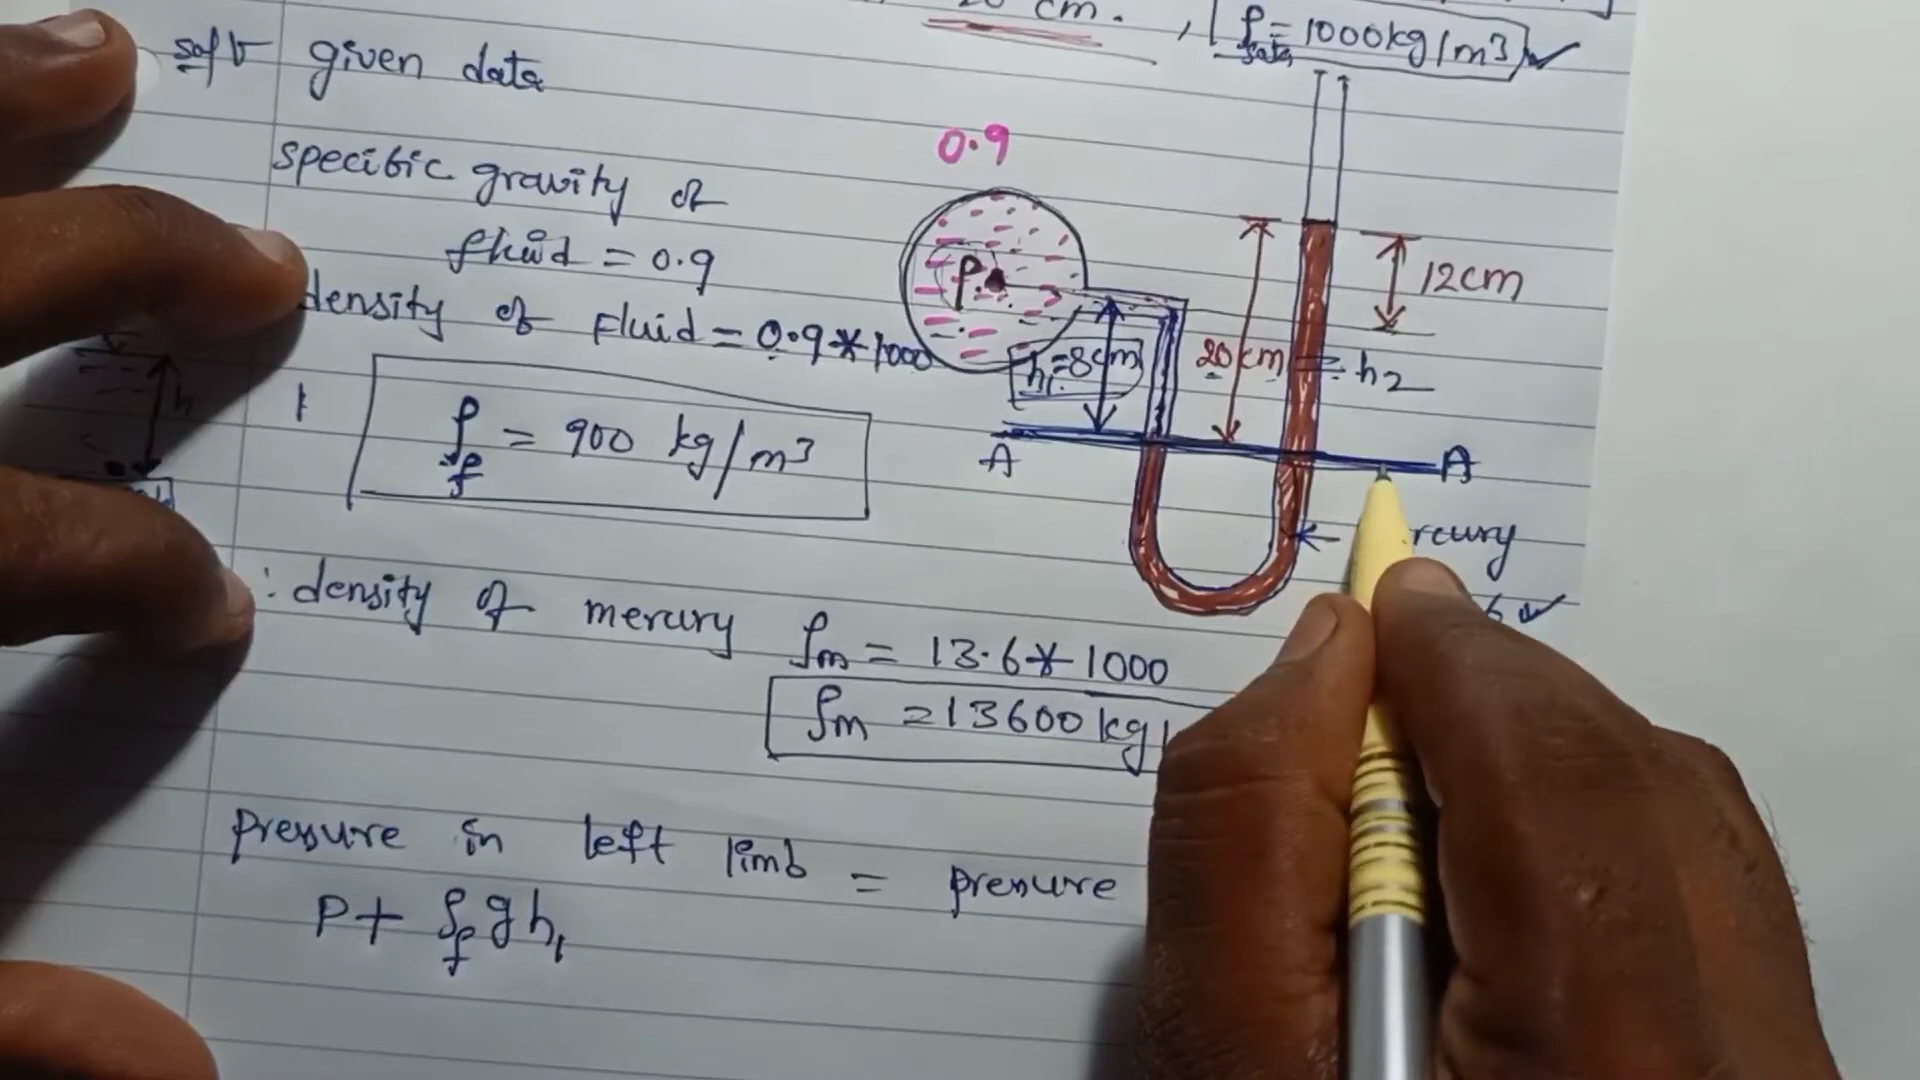 cm. , ρ = 1000kg/m³
given data
0.9
specific gravity of
fluid = 0.9
density of Fluid = 0.9*1000
ρf = 900 kg/m³
P
12cm
h₁=8cm
20cm = h2
A
A
rcury
6
density of mercury ρm = 13.6*1000
ρm = 13600 kg
pressure in left limb = pressure
P+ ρf g h₁
h